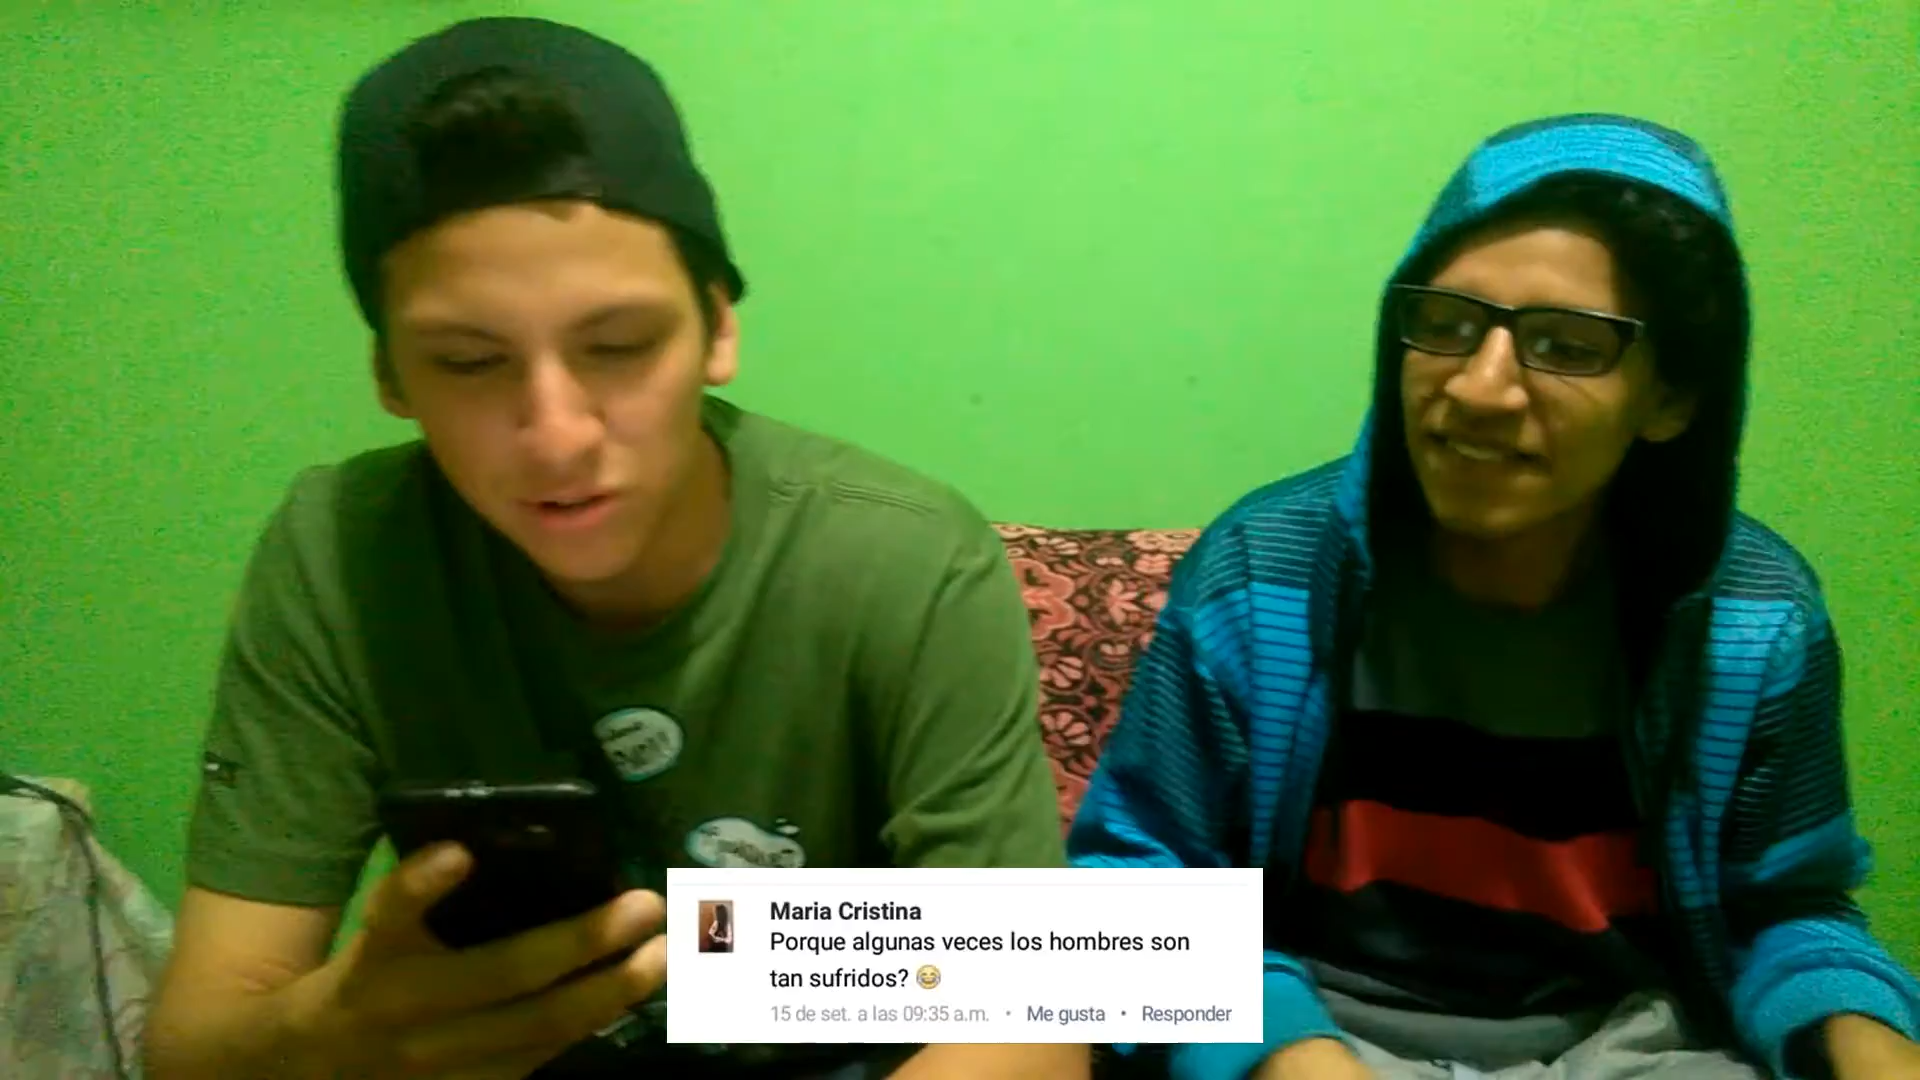 Maria Cristina
Porque algunas veces los hombres son
tan sufridos? 😂
15 de set. a las 09:35 a.m. • Me gusta • Responder